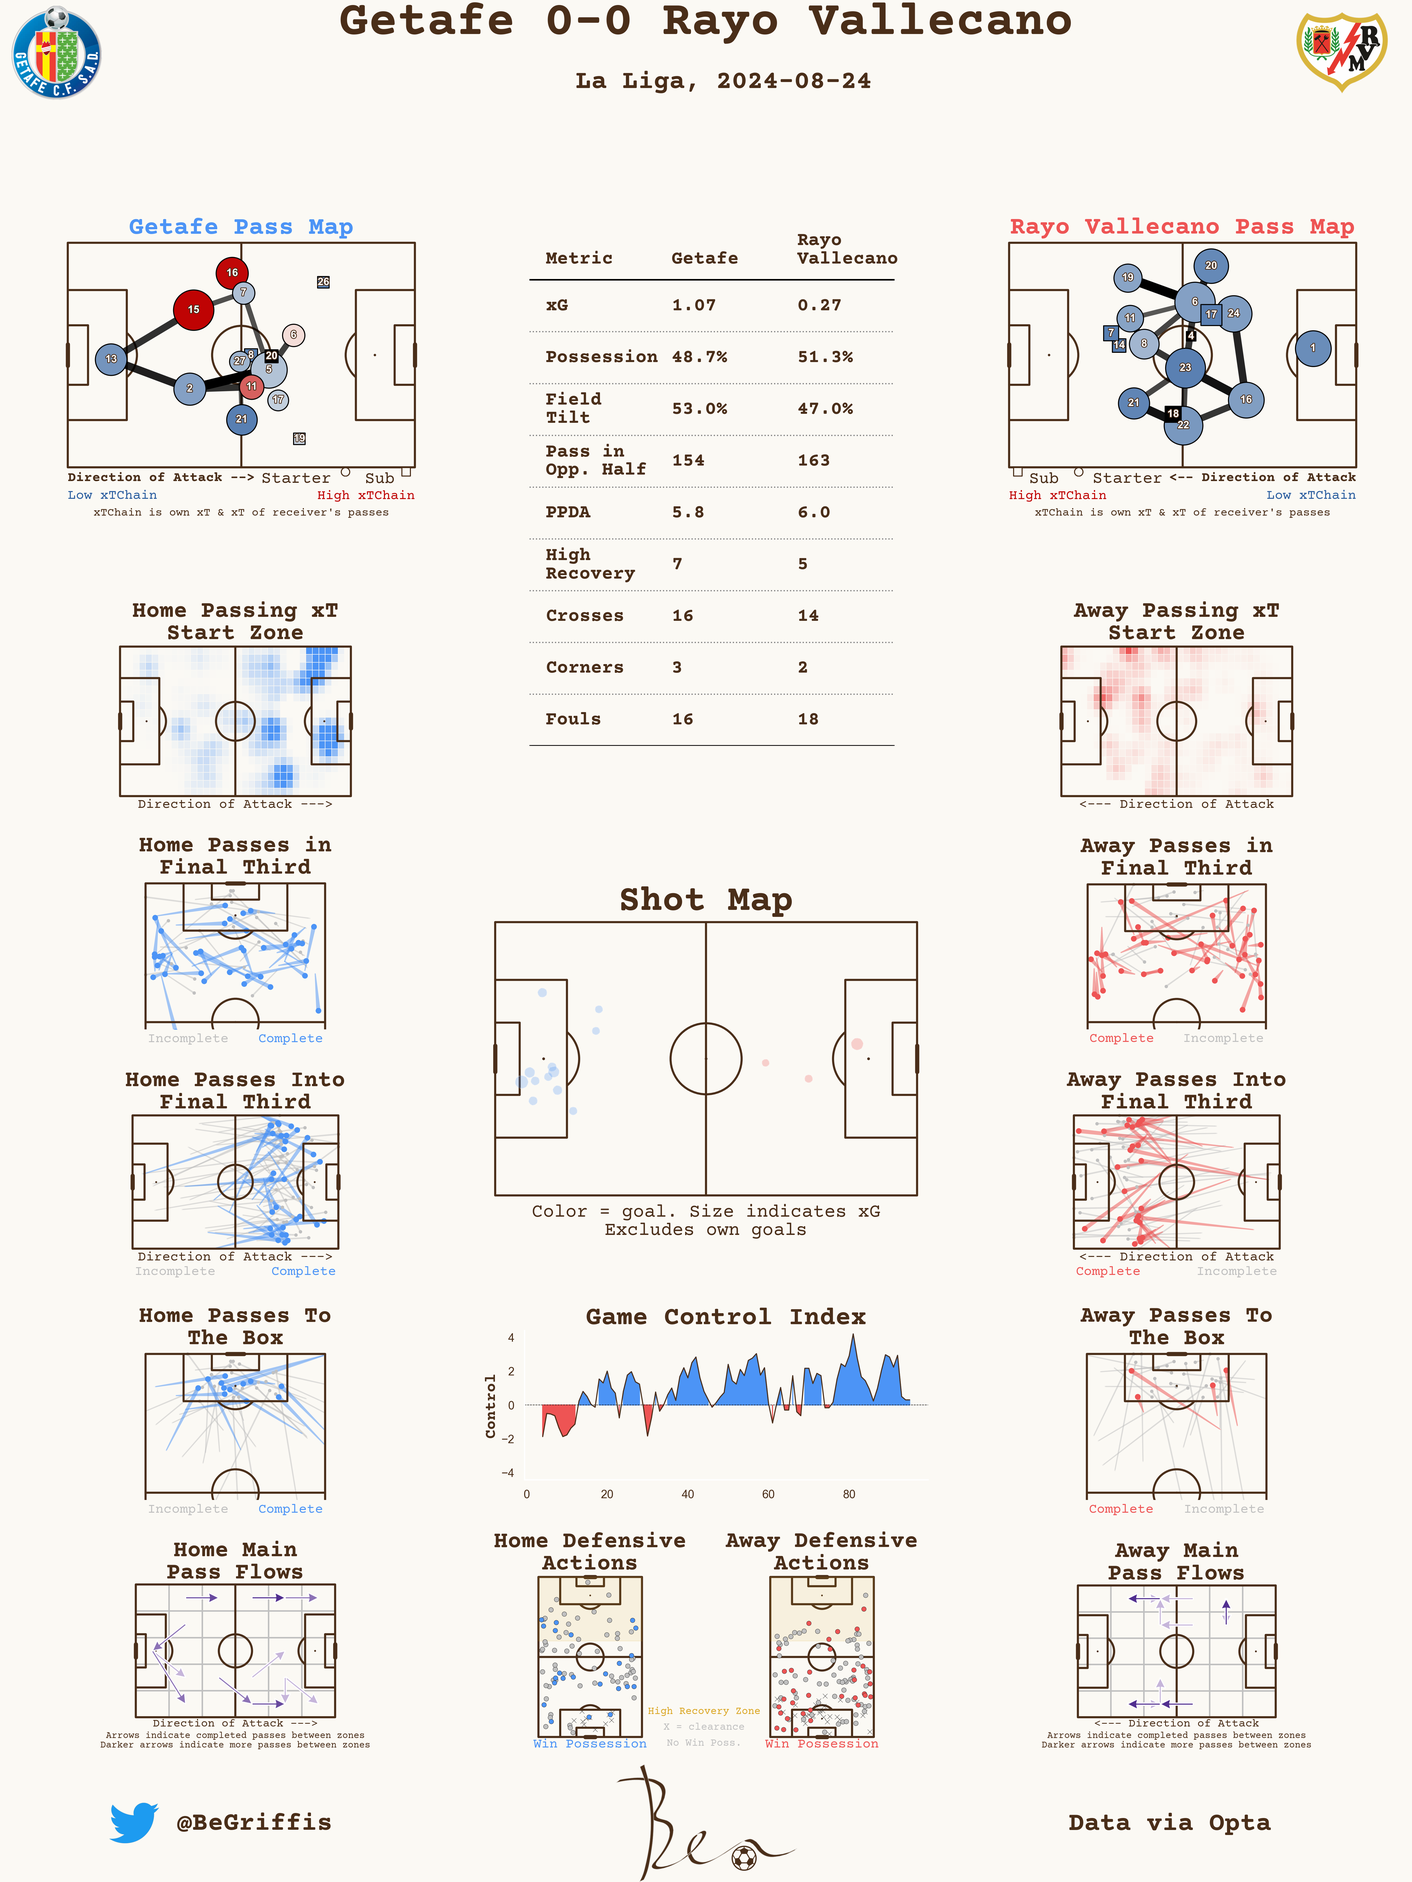 Getafe 0-0 Rayo Vallecano
La Liga, 2024-08-24
GETAFE C.F. S.A.D.
RVM
Getafe Pass Map
16
26
7
15
6
13
8
20
27
5
2
11
17
21
19
Direction of Attack --> Starter Sub
Low xTChain High xTChain
xTChain is own xT & xT of receiver's passes
Metric Getafe Rayo Vallecano
xG 1.07 0.27
Possession 48.7% 51.3%
Field Tilt 53.0% 47.0%
Pass in Opp. Half 154 163
PPDA 5.8 6.0
High Recovery 7 5
Crosses 16 14
Corners 3 2
Fouls 16 18
Rayo Vallecano Pass Map
20
19
6
11
17
24
7
4
14
8
1
23
21
16
18
22
Sub Starter <-- Direction of Attack
High xTChain Low xTChain
xTChain is own xT & xT of receiver's passes
Home Passing xT
Start Zone
Direction of Attack --->
Away Passing xT
Start Zone
<--- Direction of Attack
Home Passes in
Final Third
Incomplete Complete
Away Passes in
Final Third
Complete Incomplete
Shot Map
Color = goal. Size indicates xG
Excludes own goals
Home Passes Into
Final Third
Direction of Attack --->
Incomplete Complete
Away Passes Into
Final Third
<--- Direction of Attack
Complete Incomplete
Home Passes To
The Box
Incomplete Complete
Game Control Index
Control
4
2
0
−2
−4
0 20 40 60 80
Away Passes To
The Box
Complete Incomplete
Home Main
Pass Flows
Direction of Attack --->
Arrows indicate completed passes between zones
Darker arrows indicate more passes between zones
Home Defensive
Actions
Win Possession
High Recovery Zone
X = clearance
No Win Poss.
Away Defensive
Actions
Win Possession
Away Main
Pass Flows
<--- Direction of Attack
Arrows indicate completed passes between zones
Darker arrows indicate more passes between zones
@BeGriffis
Ben
Data via Opta